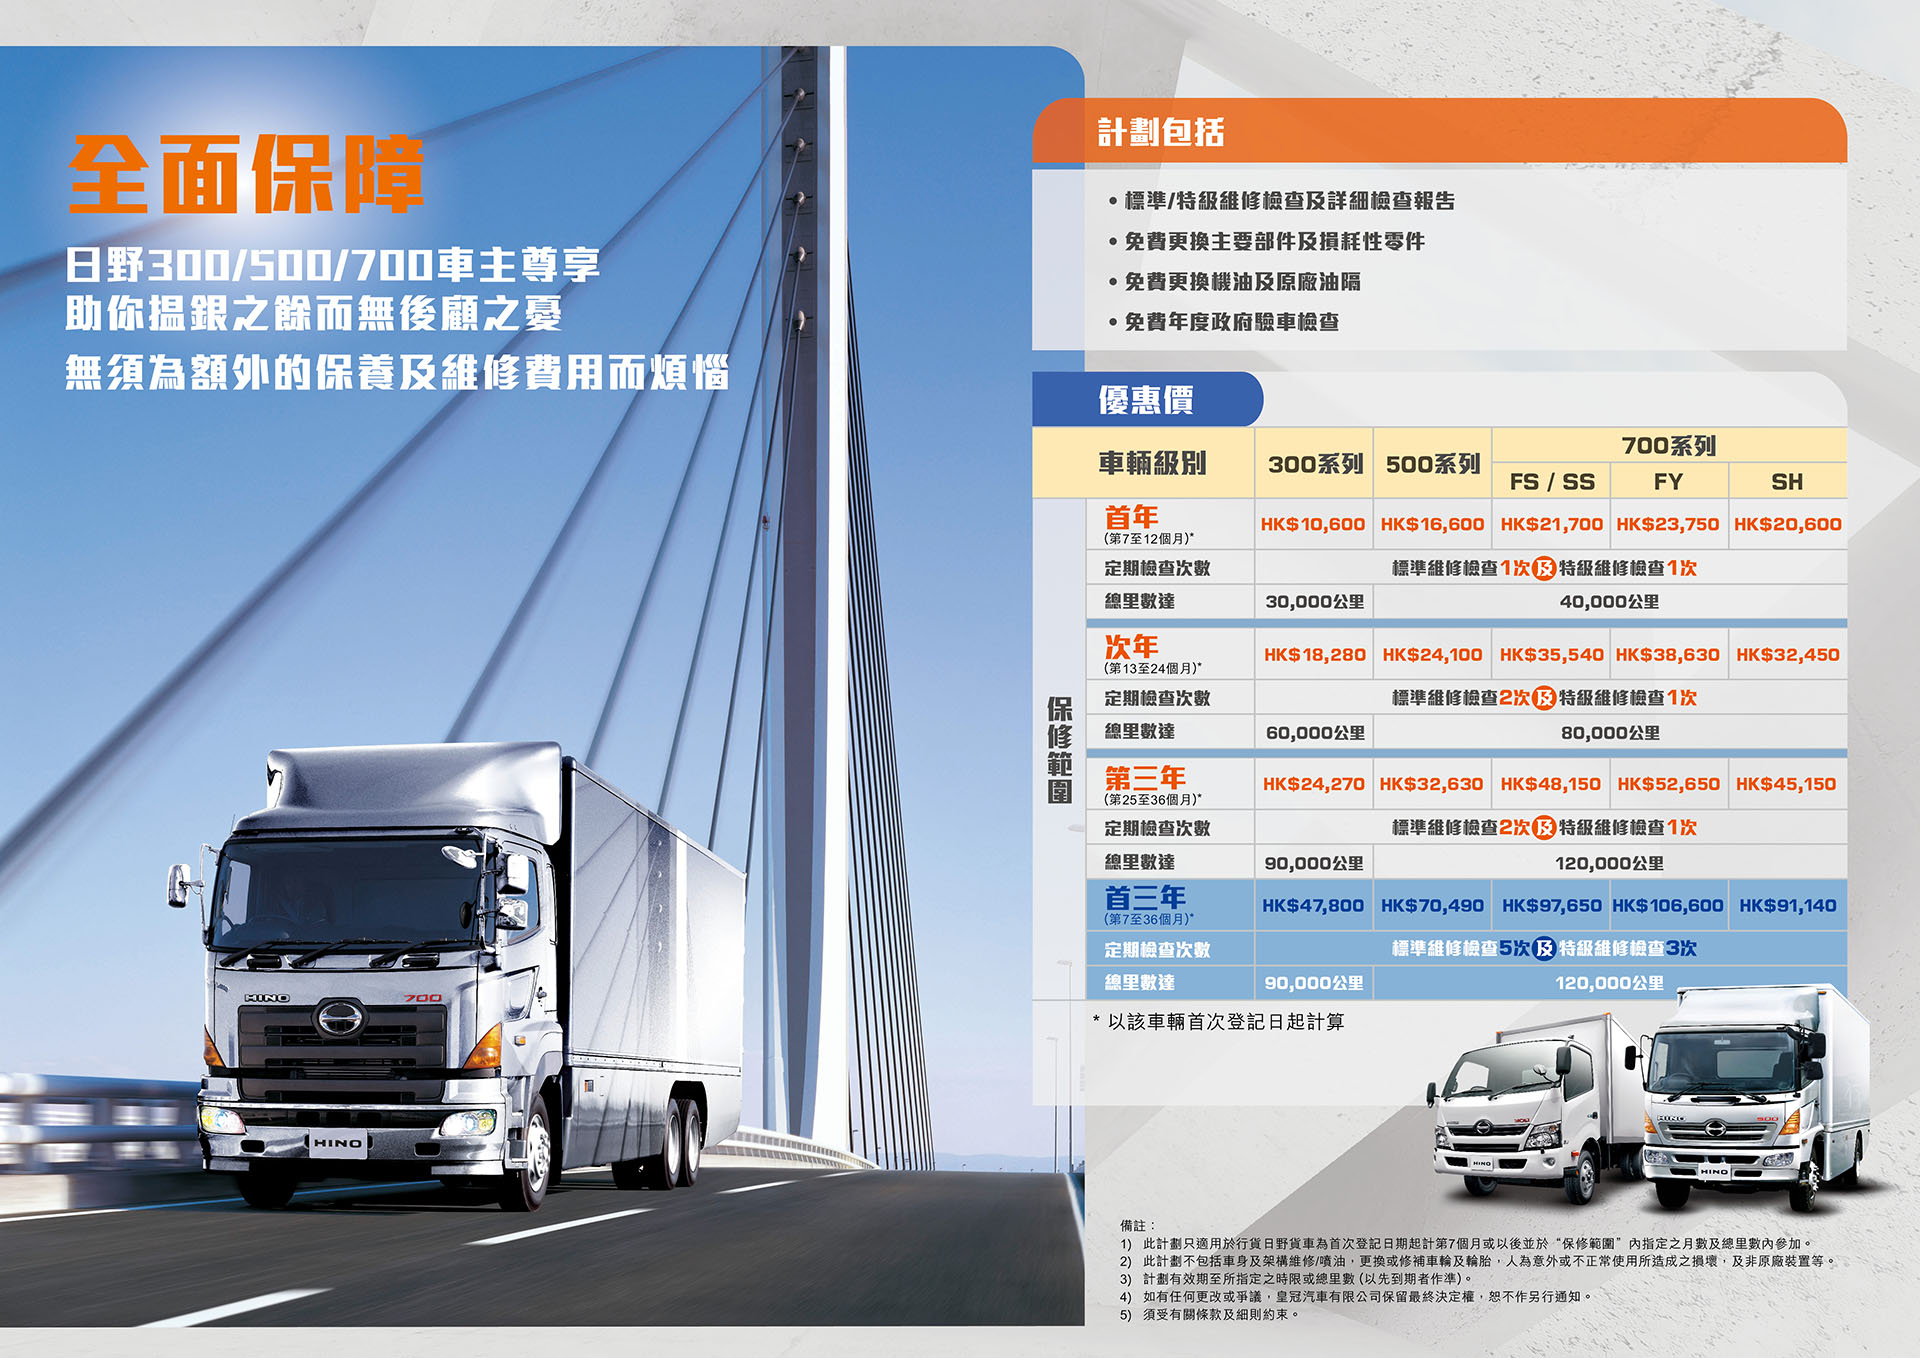 全面保障
日野300/500/700車主尊享
助你搵銀之餘而無後顧之憂
無須為額外的保養及維修費用而煩惱
計劃包括
• 標準/特級維修檢查及詳細檢查報告
• 免費更換主要部件及損耗性零件
• 免費更換機油及原廠油隔
• 免費年度政府驗車檢查
優惠價
車輛級別 300系列 500系列 700系列
FS / SS FY SH
保修範圍
首年 HK$10,600 HK$16,600 HK$21,700 HK$23,750 HK$20,600
(第7至12個月)*
定期檢查次數 標準維修檢查1次及特級維修檢查1次
總里數達 30,000公里 40,000公里
次年 HK$18,280 HK$24,100 HK$35,540 HK$38,630 HK$32,450
(第13至24個月)*
定期檢查次數 標準維修檢查2次及特級維修檢查1次
總里數達 60,000公里 80,000公里
第三年 HK$24,270 HK$32,630 HK$48,150 HK$52,650 HK$45,150
(第25至36個月)*
定期檢查次數 標準維修檢查2次及特級維修檢查1次
總里數達 90,000公里 120,000公里
首三年 HK$47,800 HK$70,490 HK$97,650 HK$106,600 HK$91,140
(第7至36個月)*
定期檢查次數 標準維修檢查5次及特級維修檢查3次
總里數達 90,000公里 120,000公里
* 以該車輛首次登記日起計算
HINO 700
HINO
300
HINO
HINO 500
HINO
備註：
1) 此計劃只適用於行貨日野貨車為首次登記日期起計第7個月或以後並於“保修範圍”內指定之月數及總里數內參加。
2) 此計劃不包括車身及架構維修/噴油，更換或修補車輪及輪胎，人為意外或不正常使用所造成之損壞，及非原廠裝置等。
3) 計劃有效期至所指定之時限或總里數 (以先到期者作準)。
4) 如有任何更改或爭議，皇冠汽車有限公司保留最終決定權，恕不作另行通知。
5) 須受有關條款及細則約束。